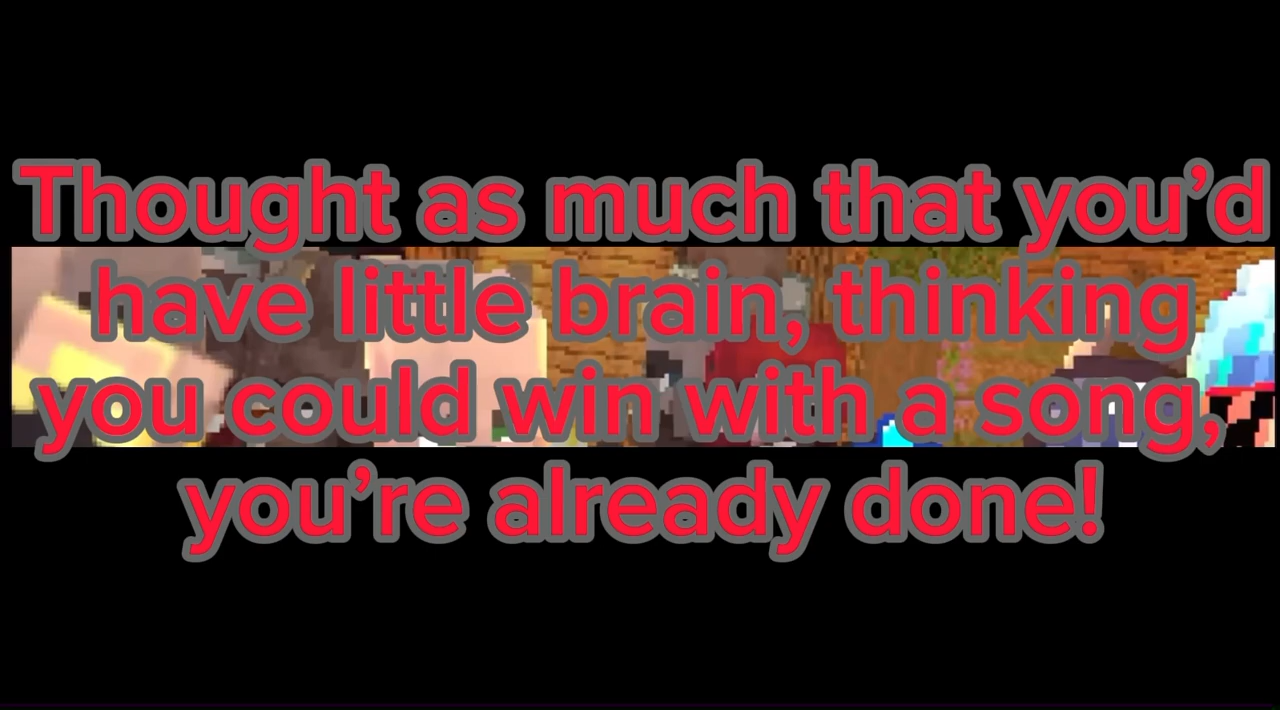 Thought as much that you’d
have little brain, thinking
you could win with a song,
you’re already done!